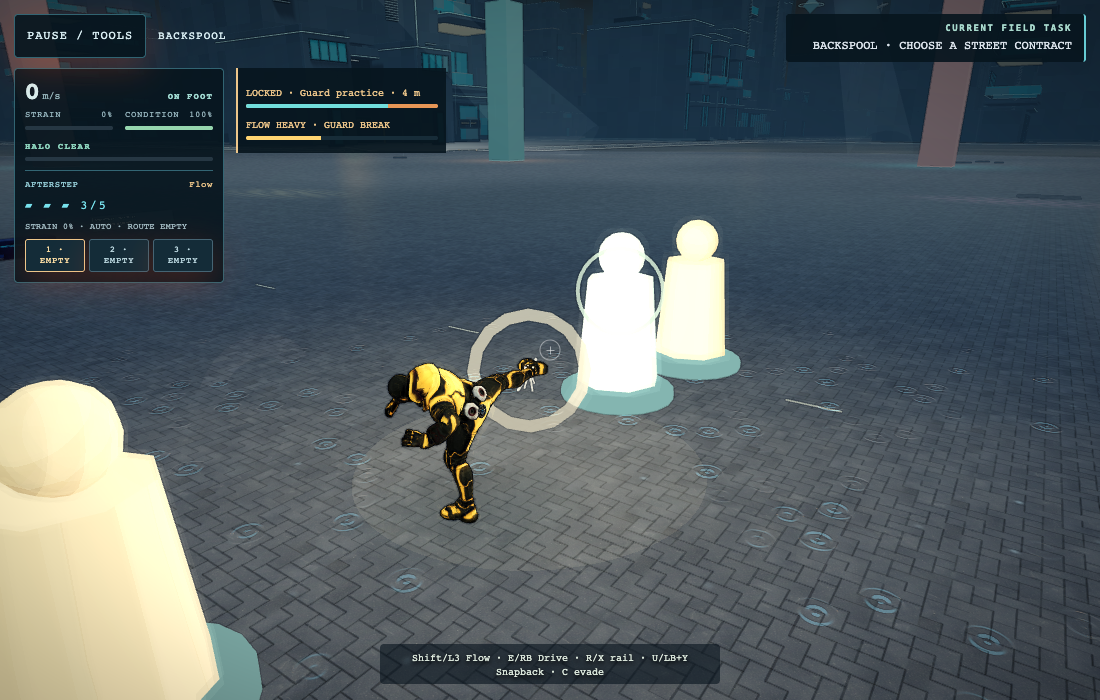 PAUSE / TOOLS
BACKSPOOL
CURRENT FIELD TASK
BACKSPOOL · CHOOSE A STREET CONTRACT
0 m/s
ON FOOT
STRAIN 0%
CONDITION 100%
HALO CLEAR
AFTERSTEP
Flow
3/5
STRAIN 0% · AUTO · ROUTE EMPTY
1 · EMPTY
2 · EMPTY
3 · EMPTY
LOCKED · Guard practice · 4 m
FLOW HEAVY · GUARD BREAK
Shift/L3 Flow · E/RB Drive · R/X rail · U/LB+Y
Snapback · C evade